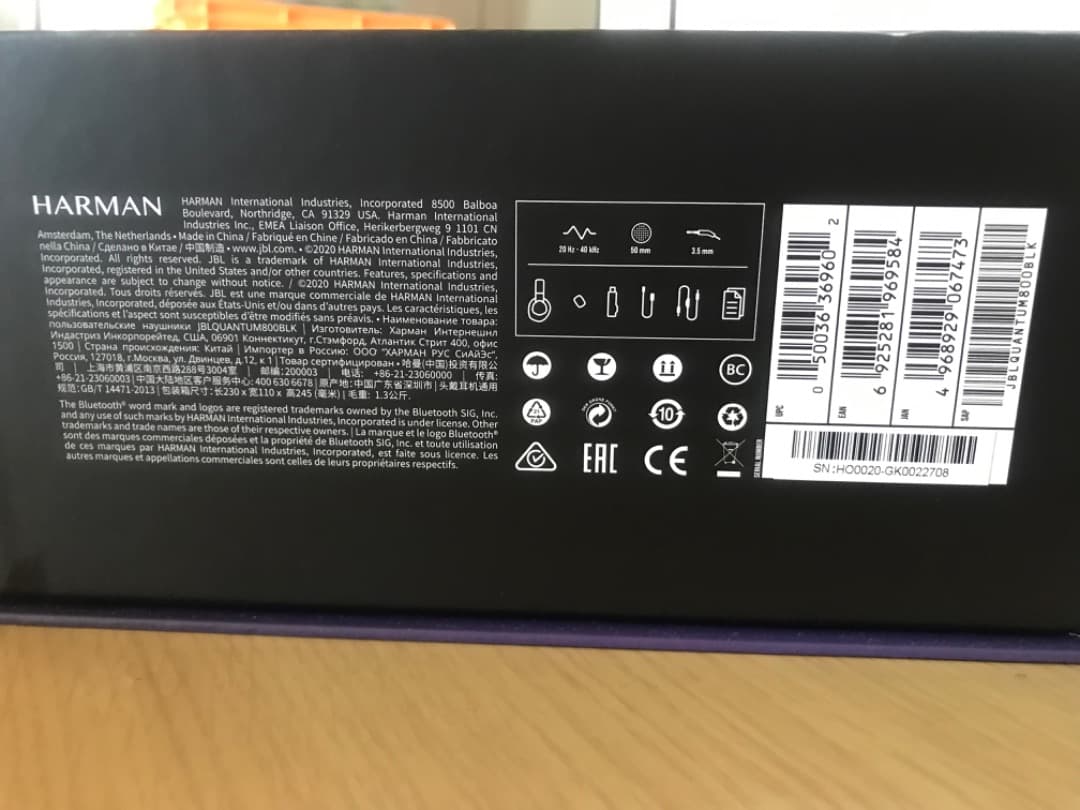 HARMAN
HARMAN International Industries, Incorporated 8500 Balboa
Boulevard, Northridge, CA 91329 USA. Harman International
Industries Inc., EMEA Liaison Office, Herikerbergweg 9 1101 CN
Amsterdam, The Netherlands • Made in China / Fabriqué en Chine / Fabricado en China / Fabbricato
nella China / Сделано в Китае / 中国制造 • www.jbl.com. • ©2020 HARMAN International Industries,
Incorporated. All rights reserved. JBL is a trademark of HARMAN International Industries,
Incorporated, registered in the United States and/or other countries. Features, specifications and
appearance are subject to change without notice. / ©2020 HARMAN International Industries,
Incorporated. Tous droits réservés. JBL est une marque commerciale de HARMAN International
Industries, Incorporated, déposée aux États-Unis et/ou dans d'autres pays. Les caractéristiques, les
spécifications et l'aspect sont susceptibles d'être modifiés sans préavis. • Наименование товара:
пользовательские наушники JBLQUANTUM800BLK | Изготовитель: Харман Интернешнл
Индастриз Инкорпорейтед, США, 06901 Коннектикут, г.Стэмфорд, Атлантик Стрит 400, офис
1500 | Страна происхождения: Китай | Импортер в Россию: ООО "ХАРМАН РУС СиАйЭс",
Россия, 127018, г.Москва, ул. Двинцев, д.12, к 1 | Товар сертифицирован • 哈曼(中国)投资有限公
司 | 上海市黄浦区南京西路288号3004室 | 邮编:200003 | 电话: +86-21-23060000 | 传真:
+86-21-23060003 | 中国大陆地区客户服务中心: 400 630 6678 | 原产地: 中国广东省深圳市 | 头戴耳机通用
规范:GB/T 14471-2013 | 包装箱尺寸:长230 x 宽110 x 高245 (毫米) | 毛重: 1.3公斤.
The Bluetooth® word mark and logos are registered trademarks owned by the Bluetooth SIG, Inc.
and any use of such marks by HARMAN International Industries, Incorporated is under license. Other
trademarks and trade names are those of their respective owners. | La marque et le logo Bluetooth®
sont des marques commerciales déposées et la propriété de Bluetooth SIG, Inc, et toute utilisation
de ces marques par HARMAN International Industries, Incorporated, est faite sous licence. Les
autres marques et appellations commerciales sont celles de leurs propriétaires respectifs.
20 Hz - 40 kHz
50 mm
3.5 mm
BC
PAP
10
EAC
CE
UPC
0 50036 36960 2
EAN
6 925281 969584
JAN
4 968929 067473
SAP
JBLQUANTUM800BLK
SERIAL NUMBER
SN:HO0020-GK0022708